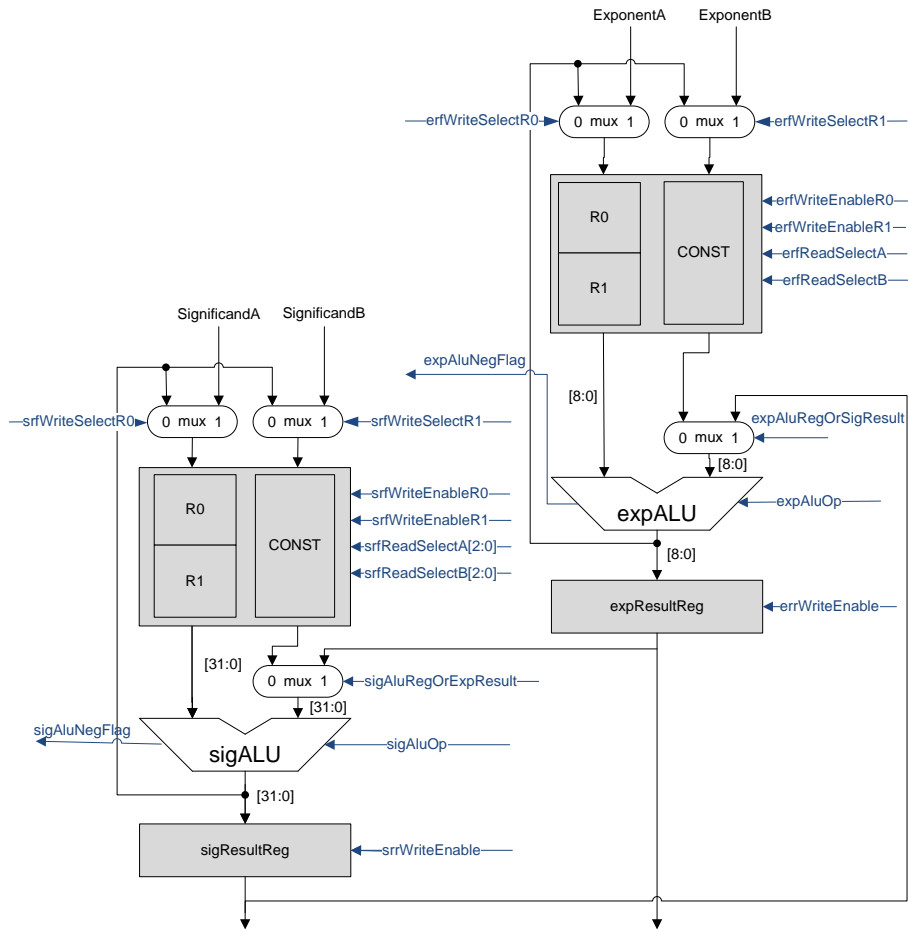 ExponentA
ExponentB
erfWriteSelectR0
0 mux 1
0 mux 1
erfWriteSelectR1
R0
R1
CONST
erfWriteEnableR0
erfWriteEnableR1
erfReadSelectA
erfReadSelectB
SignificandA
SignificandB
expAluNegFlag
[8:0]
srfWriteSelectR0
0 mux 1
0 mux 1
srfWriteSelectR1
0 mux 1
expAluRegOrSigResult
[8:0]
R0
R1
CONST
srfWriteEnableR0
srfWriteEnableR1
srfReadSelectA[2:0]
srfReadSelectB[2:0]
expALU
expAluOp
[8:0]
expResultReg
errWriteEnable
[31:0]
0 mux 1
sigAluRegOrExpResult
[31:0]
sigAluNegFlag
sigALU
sigAluOp
[31:0]
sigResultReg
srrWriteEnable